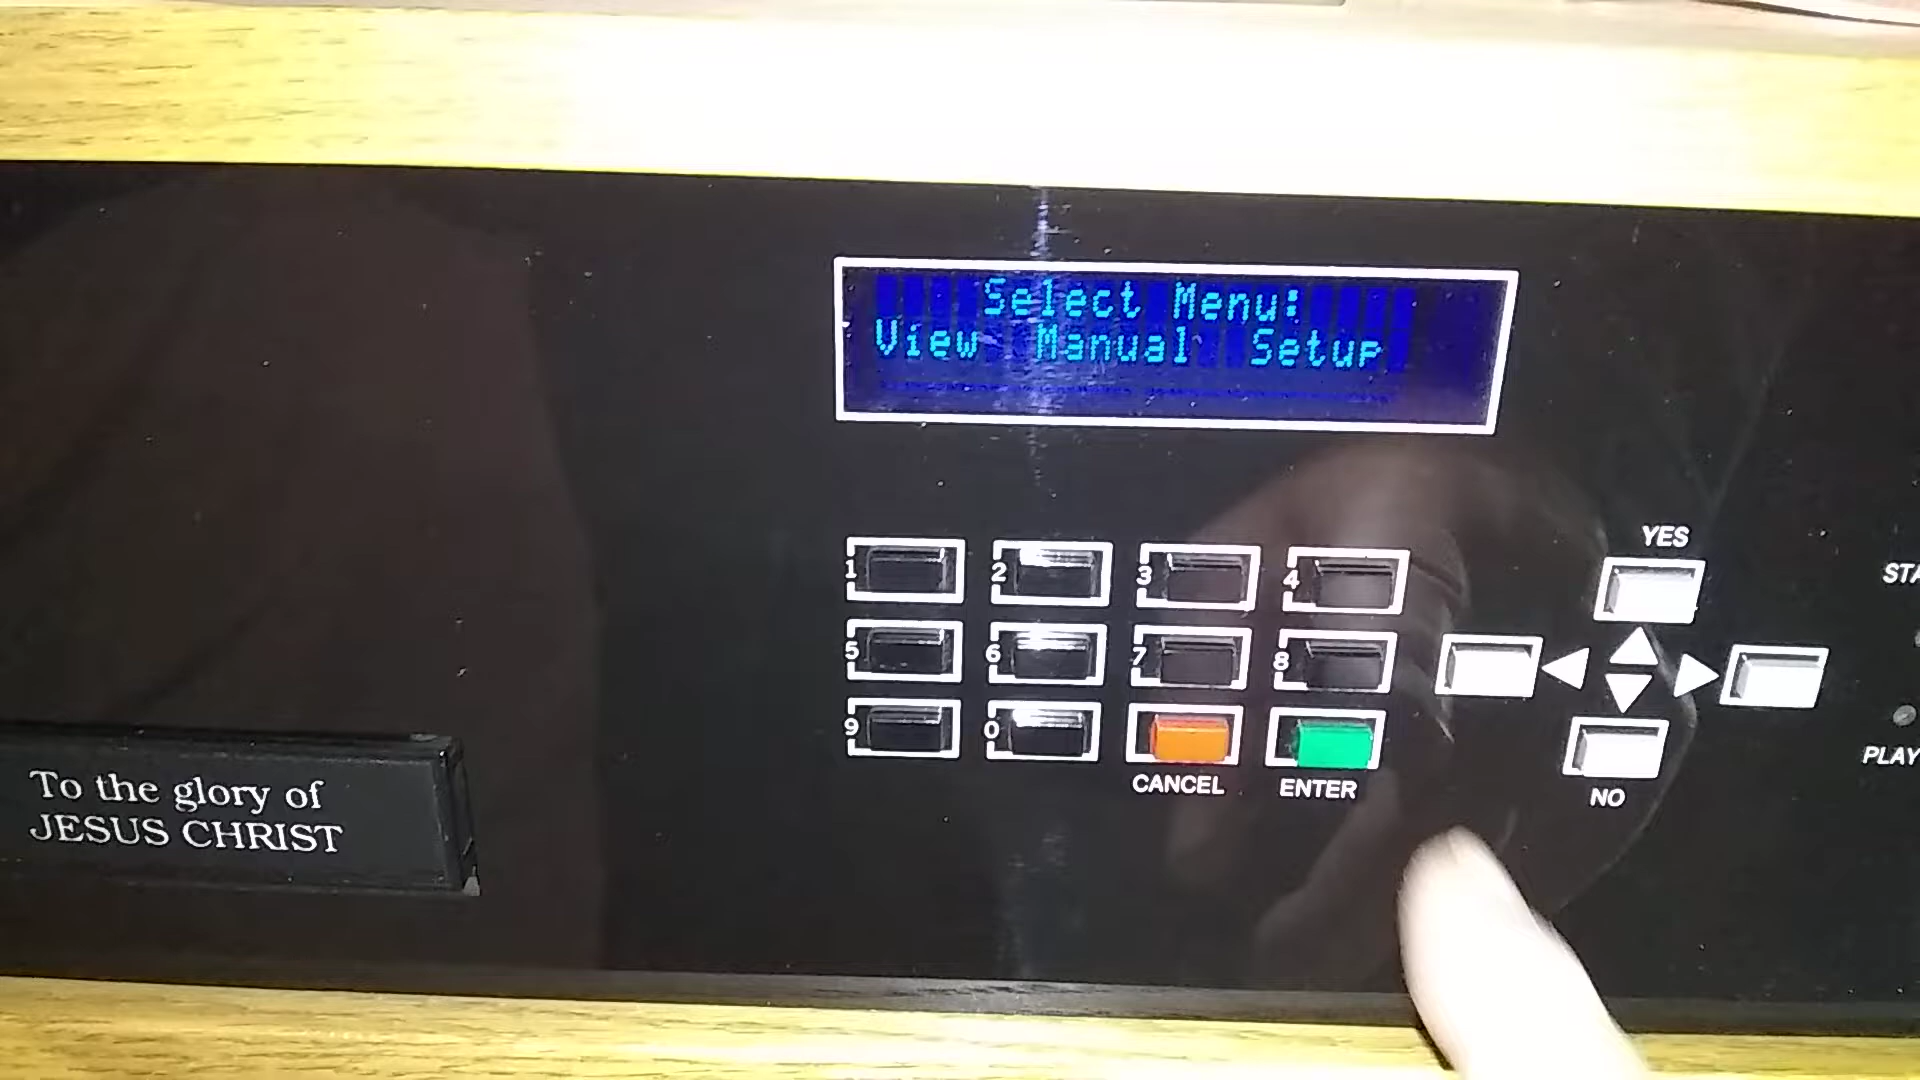 Select Menu:
View Manual Setup
YES
1 2 3 4
5 6 7 8
9 0
CANCEL ENTER
NO
PLAY
To the glory of
JESUS CHRIST